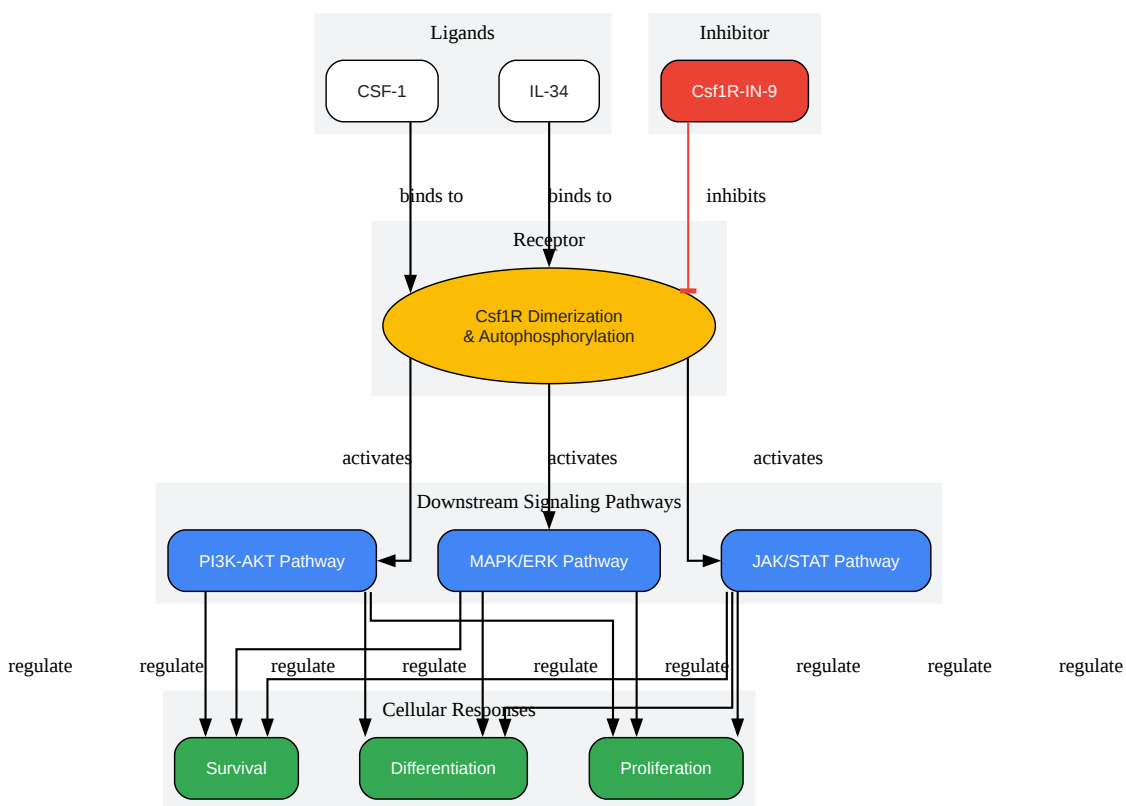 Ligands
Inhibitor
CSF-1
IL-34
Csf1R-IN-9
binds to
binds to
inhibits
Receptor
Csf1R Dimerization
& Autophosphorylation
activates
activates
activates
Downstream Signaling Pathways
PI3K-AKT Pathway
MAPK/ERK Pathway
JAK/STAT Pathway
regulate
regulate
regulate
regulate
regulate
regulate
regulate
regulate
regulate
Cellular Responses
Survival
Differentiation
Proliferation